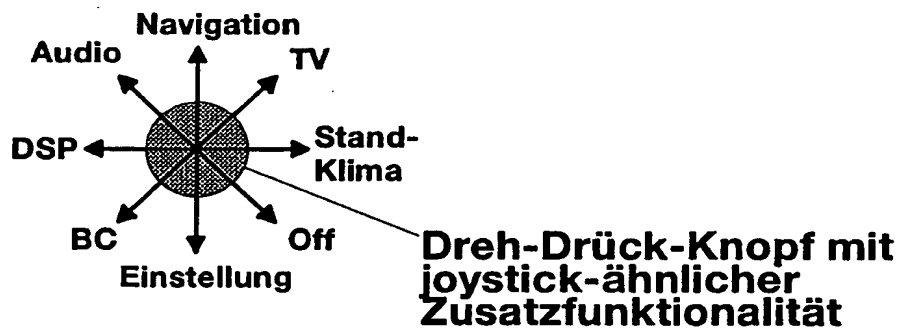 Navigation
Audio
TV
DSP
Stand-
Klima
BC
Off
Einstellung
Dreh-Drück-Knopf mit
joystick-ähnlicher
Zusatzfunktionalität